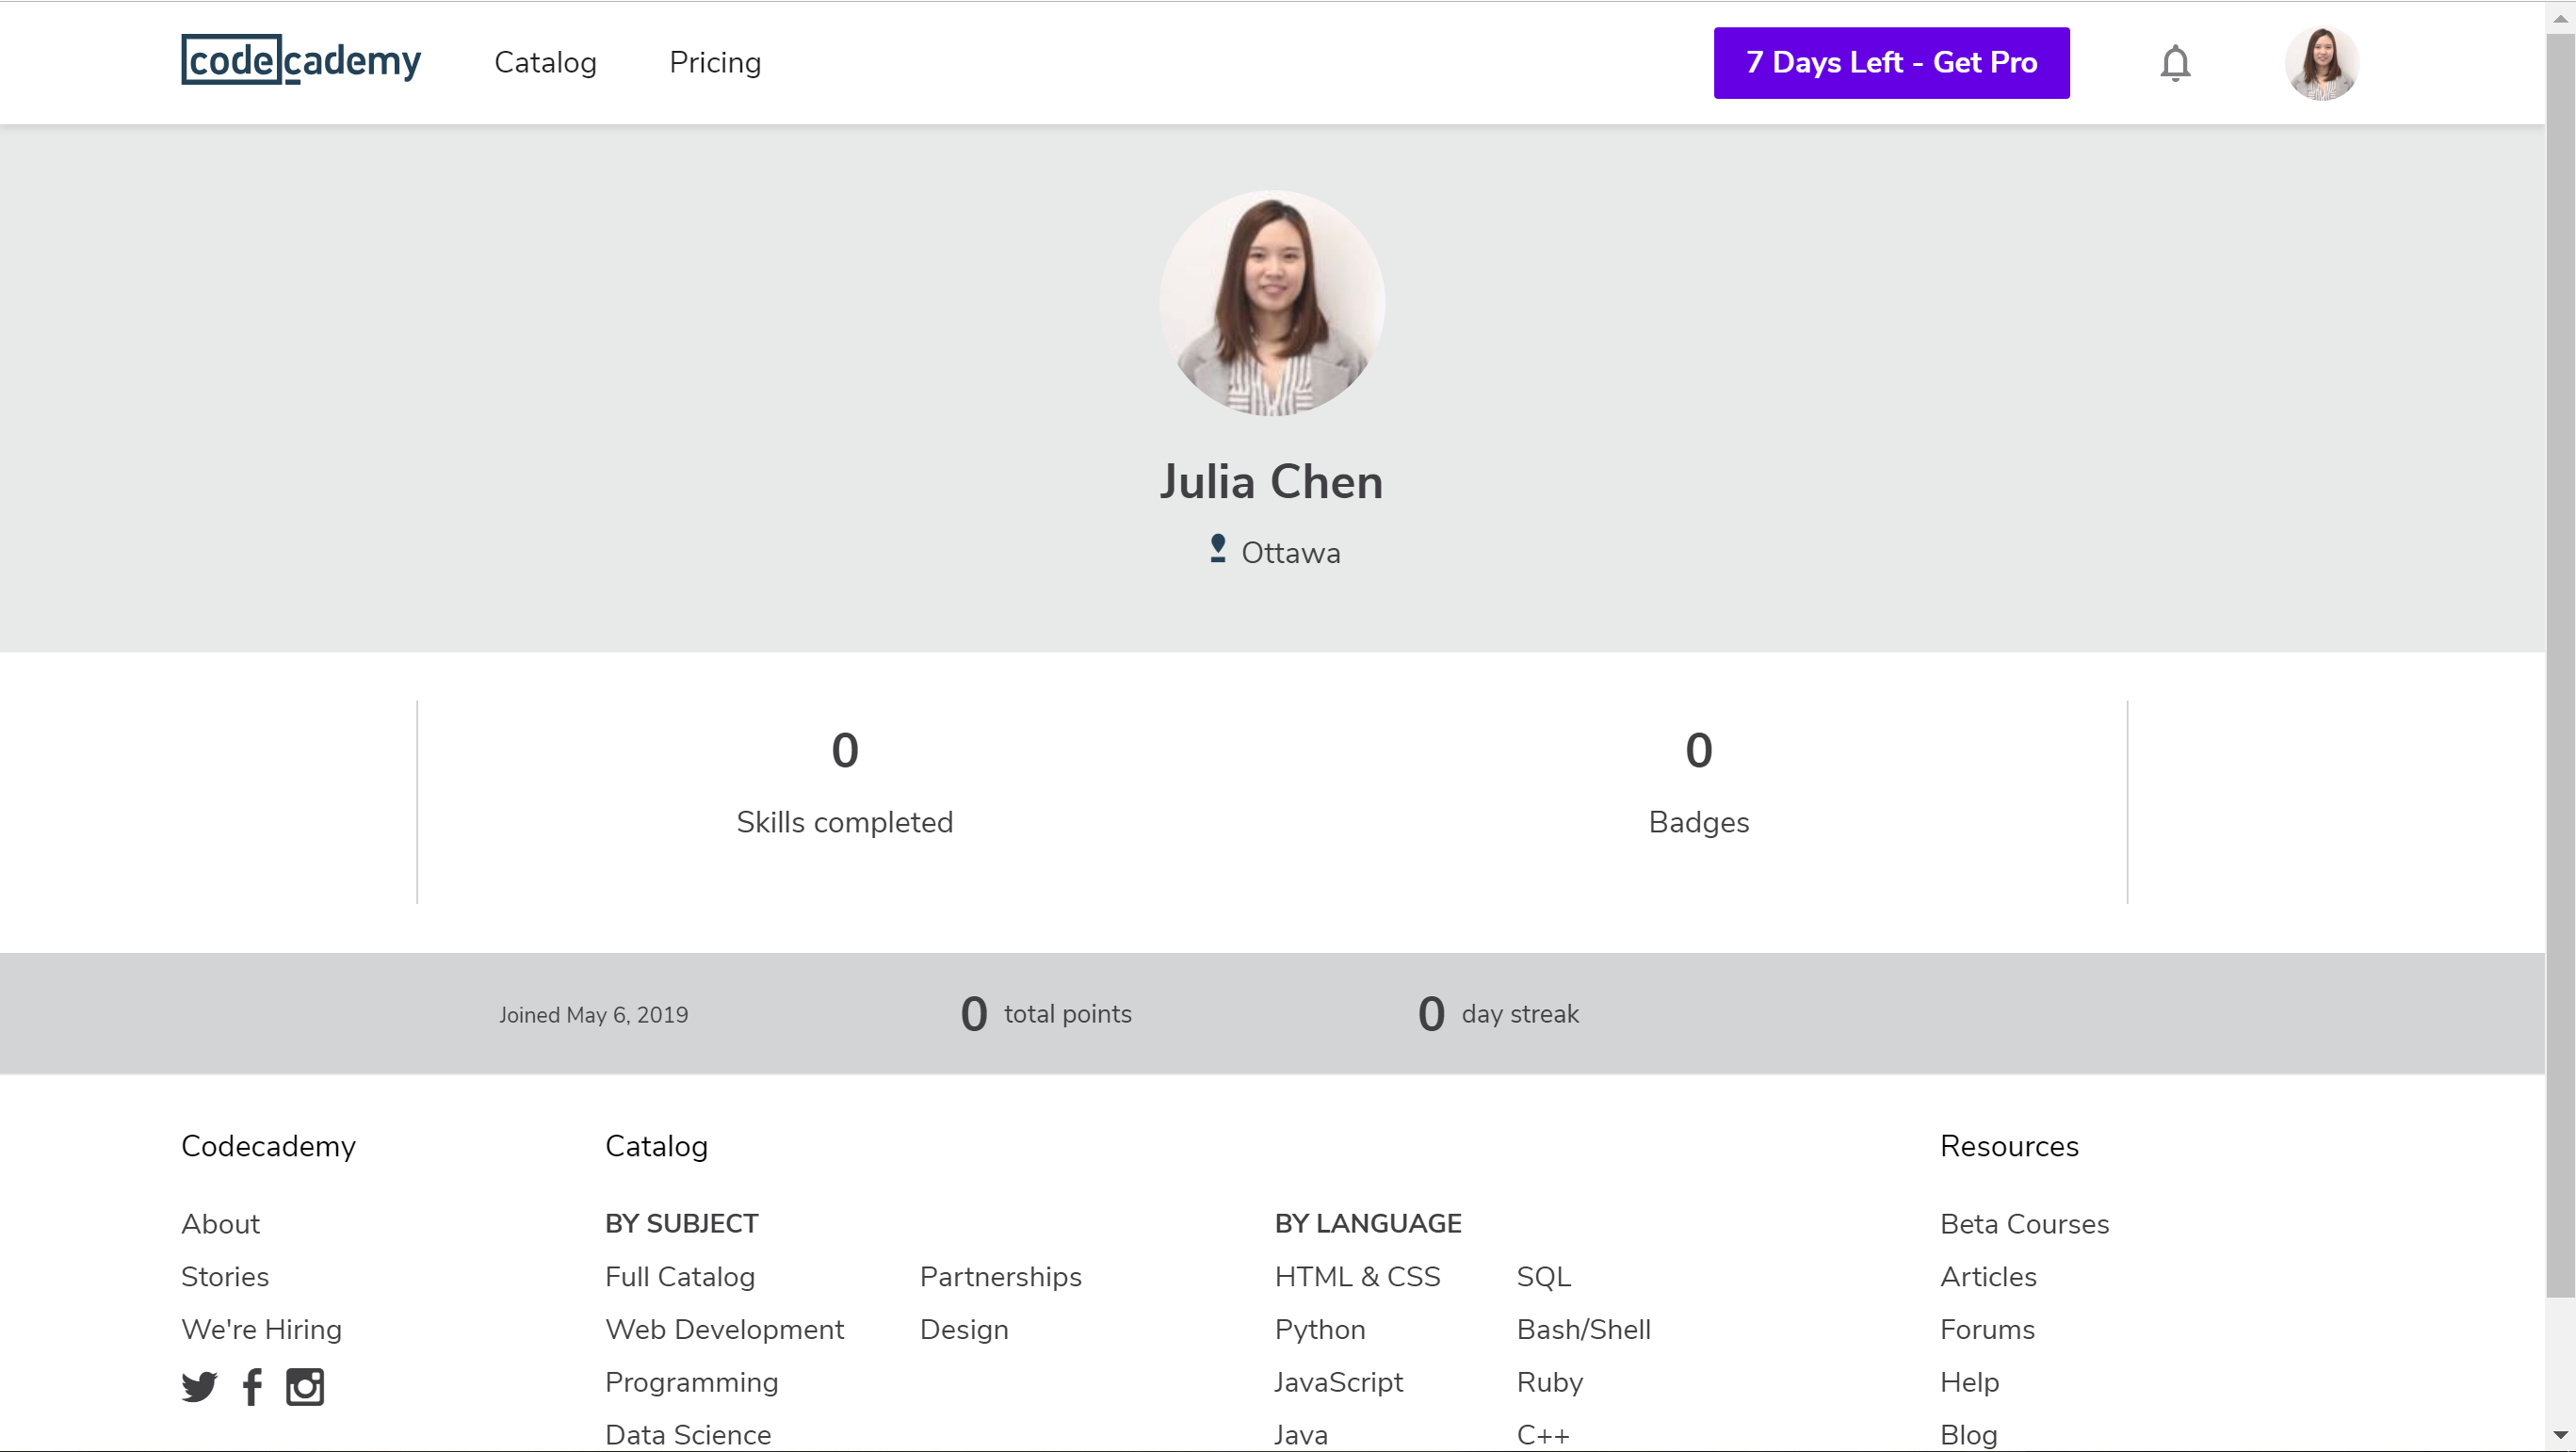 codecademy
Catalog
Pricing
7 Days Left - Get Pro
Julia Chen
Ottawa
0
Skills completed
0
Badges
Joined May 6, 2019
0 total points
0 day streak
Codecademy
About
Stories
We're Hiring
Catalog
BY SUBJECT
Full Catalog
Web Development
Programming
Data Science
Partnerships
Design
BY LANGUAGE
HTML & CSS
Python
JavaScript
Java
SQL
Bash/Shell
Ruby
C++
Resources
Beta Courses
Articles
Forums
Help
Blog